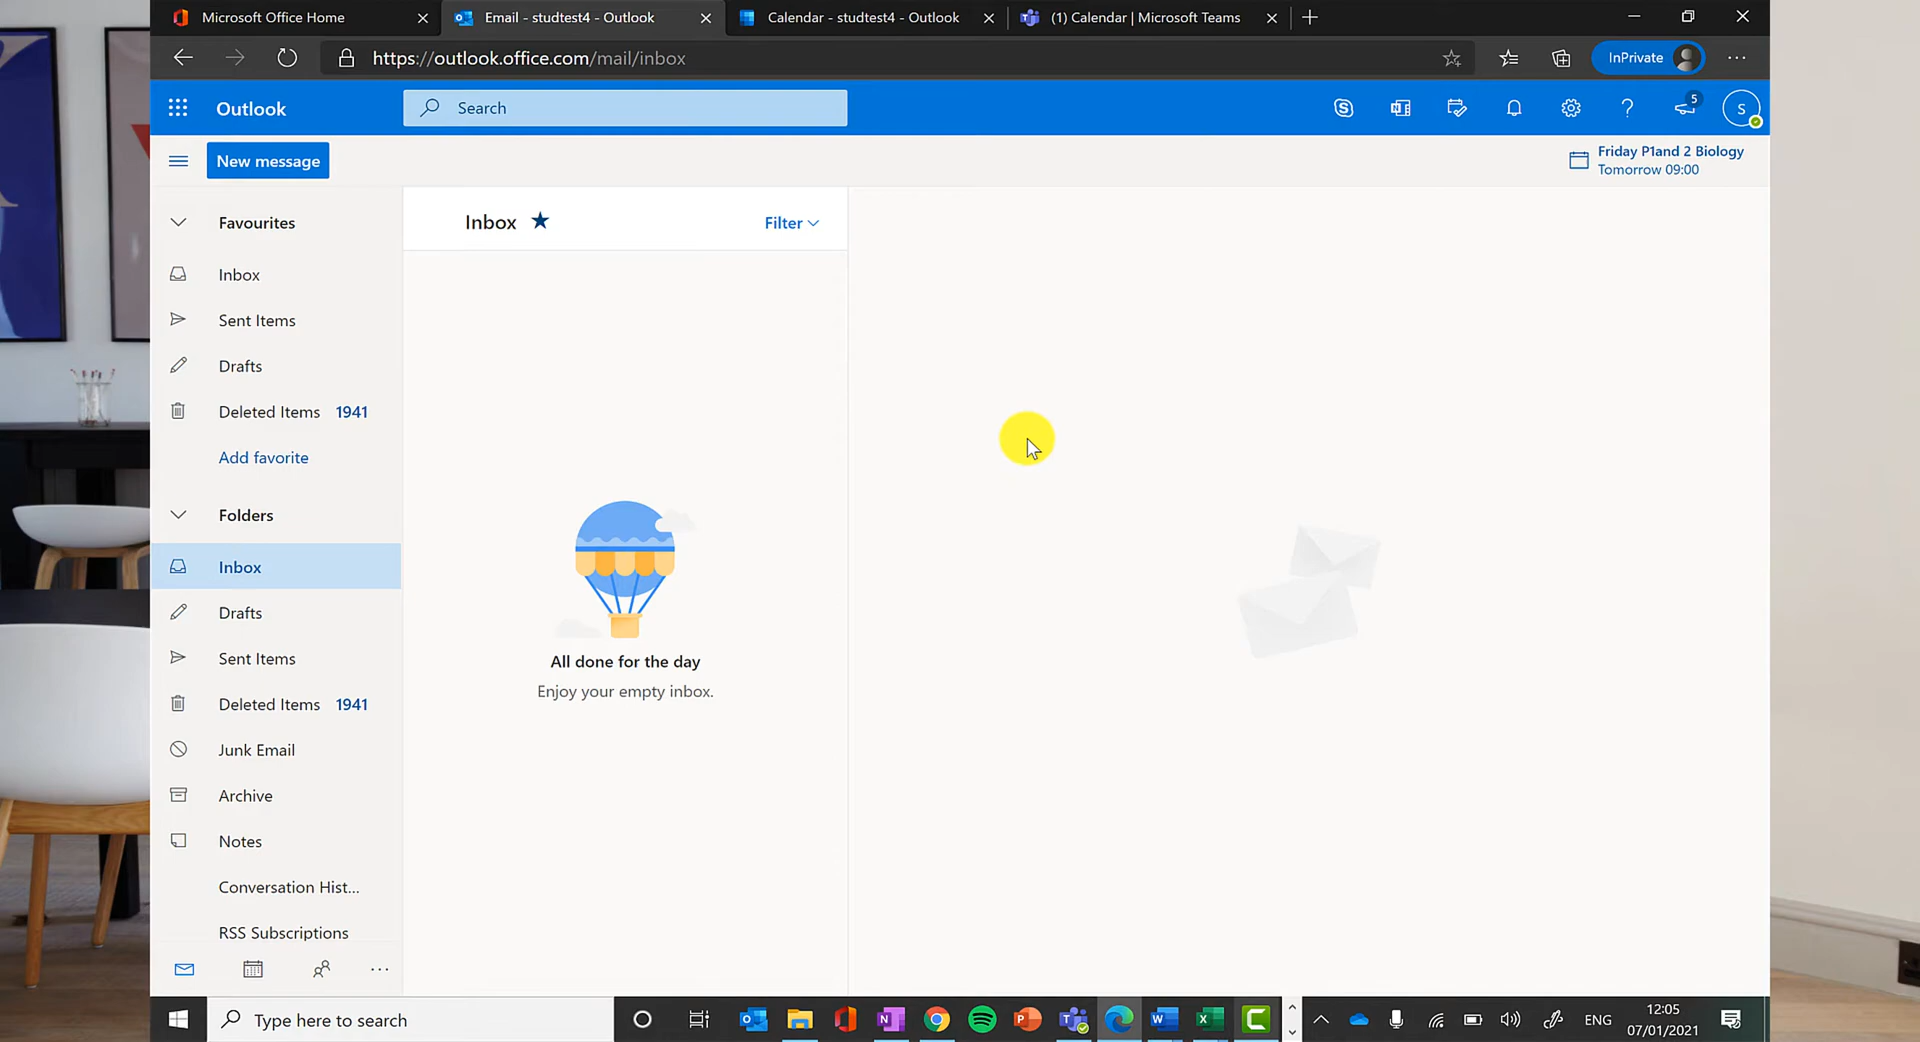 Microsoft Office Home
Email - studtest4 - Outlook
Calendar - studtest4 - Outlook
(1) Calendar | Microsoft Teams
https://outlook.office.com/mail/inbox
InPrivate
Outlook
Search
5
S
New message
Friday P1and 2 Biology
Tomorrow 09:00
Favourites
Inbox
Sent Items
Drafts
Deleted Items 1941
Add favorite
Folders
Inbox
Drafts
Sent Items
Deleted Items 1941
Junk Email
Archive
Notes
Conversation Hist...
RSS Subscriptions
Inbox
Filter
All done for the day
Enjoy your empty inbox.
Type here to search
ENG
12:05
07/01/2021